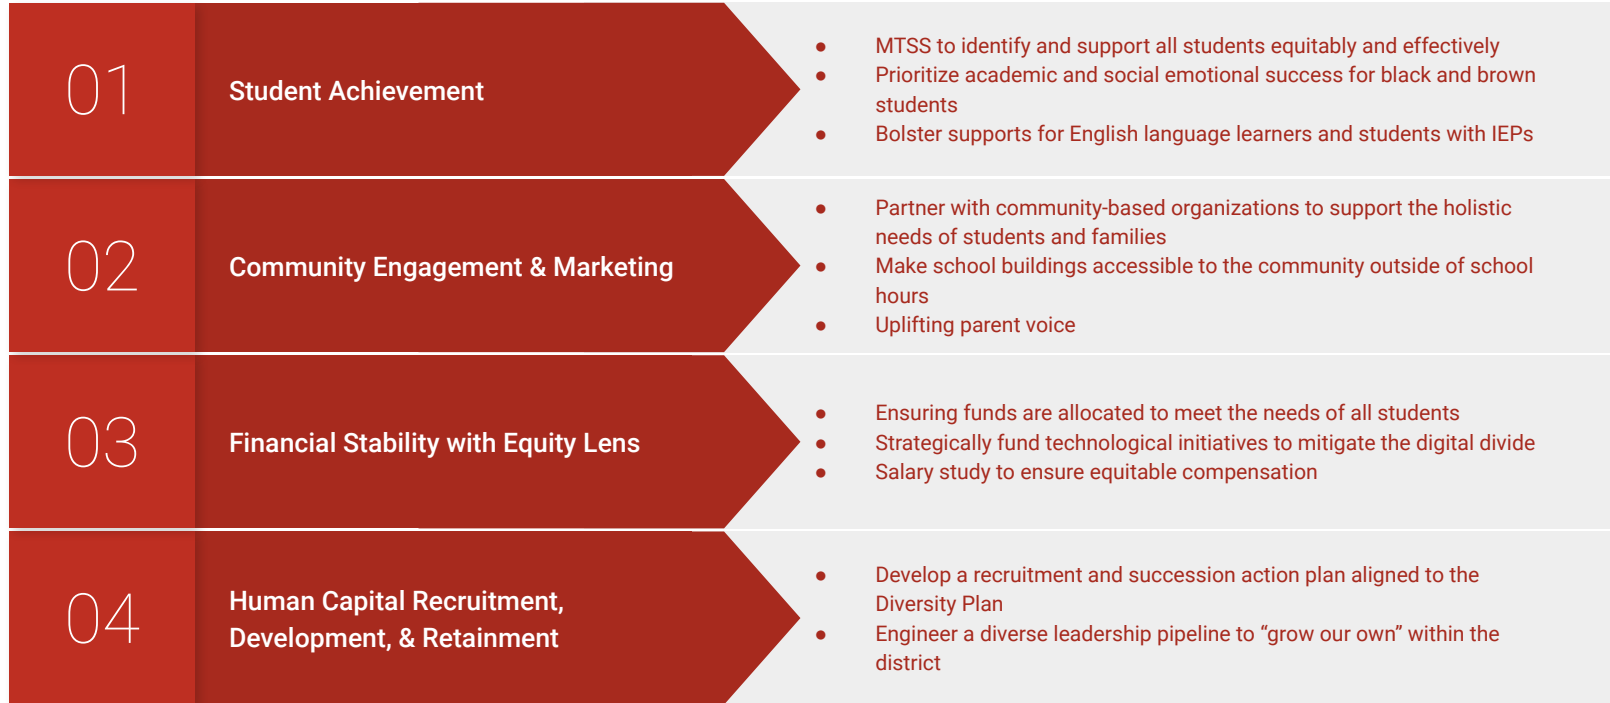 01
Student Achievement
● MTSS to identify and support all students equitably and effectively
● Prioritize academic and social emotional success for black and brown
students
● Bolster supports for English language learners and students with IEPs
02
Community Engagement & Marketing
● Partner with community-based organizations to support the holistic
needs of students and families
● Make school buildings accessible to the community outside of school
hours
● Uplifting parent voice
03
Financial Stability with Equity Lens
● Ensuring funds are allocated to meet the needs of all students
● Strategically fund technological initiatives to mitigate the digital divide
● Salary study to ensure equitable compensation
04
Human Capital Recruitment,
Development, & Retainment
● Develop a recruitment and succession action plan aligned to the
Diversity Plan
● Engineer a diverse leadership pipeline to “grow our own” within the
district